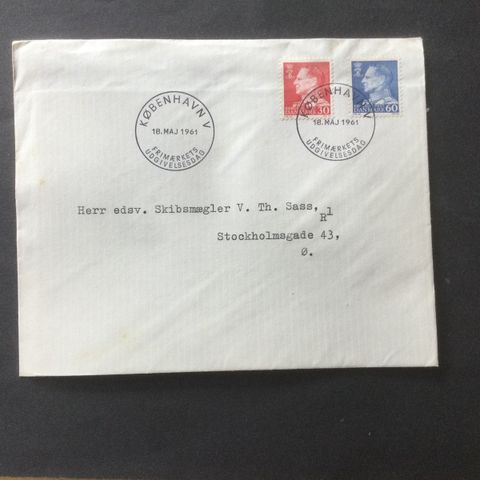 KØBENHAVN V
18. MAJ 1961
FRIMÆRKETS
UDGIVELSESDAG
30
60
KØBENHAVN V
18. MAJ 1961
FRIMÆRKETS
UDGIVELSESDAG
Herr edsv. Skibsmægler V. Th. Sass, R1
Stockholmsgade 43,
Ø.